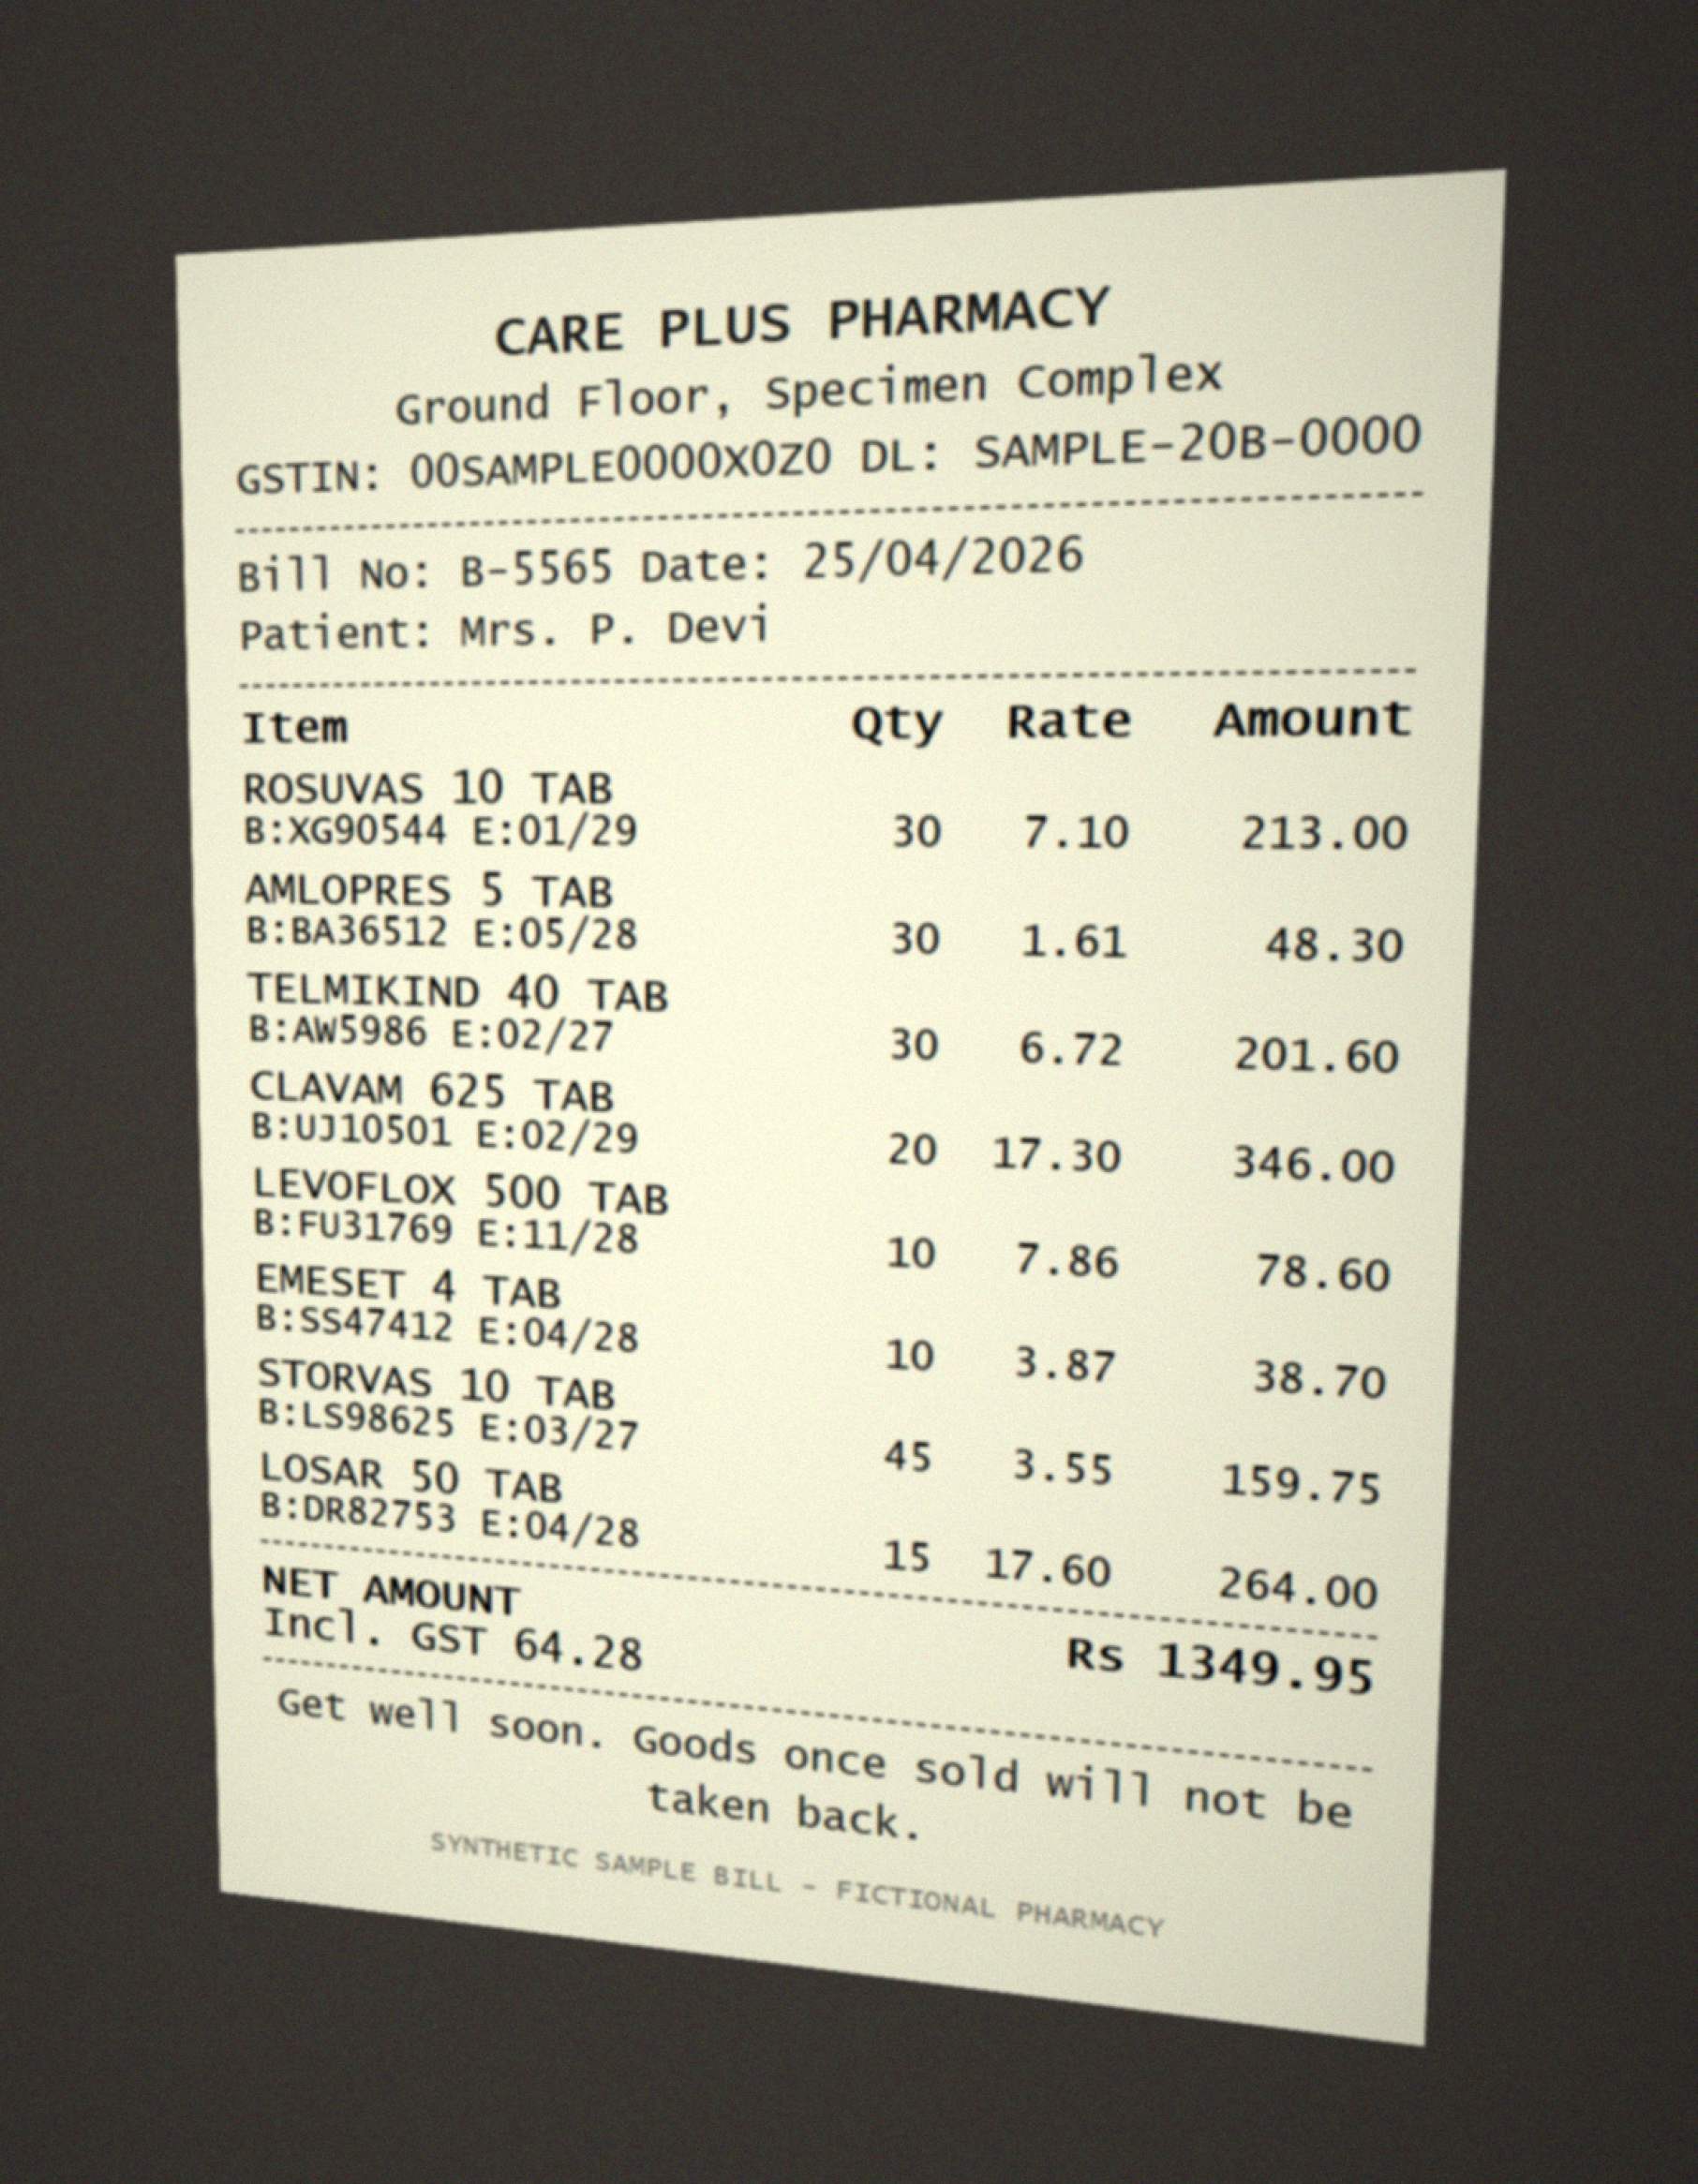 CARE PLUS PHARMACY
Ground Floor, Specimen Complex
GSTIN: 00SAMPLE0000X0Z0 DL: SAMPLE-20B-0000
Bill No: B-5565 Date: 25/04/2026
Patient: Mrs. P. Devi
Item Qty Rate Amount
ROSUVAS 10 TAB
B:XG90544 E:01/29 30 7.10 213.00
AMLOPRES 5 TAB
B:BA36512 E:05/28 30 1.61 48.30
TELMIKIND 40 TAB
B:AW5986 E:02/27 30 6.72 201.60
CLAVAM 625 TAB
B:UJ10501 E:02/29 20 17.30 346.00
LEVOFLOX 500 TAB
B:FU31769 E:11/28 10 7.86 78.60
EMESET 4 TAB
B:SS47412 E:04/28 10 3.87 38.70
STORVAS 10 TAB
B:LS98625 E:03/27 45 3.55 159.75
LOSAR 50 TAB
B:DR82753 E:04/28 15 17.60 264.00
NET AMOUNT
Incl. GST 64.28 Rs 1349.95
Get well soon. Goods once sold will not be
taken back.
SYNTHETIC SAMPLE BILL - FICTIONAL PHARMACY